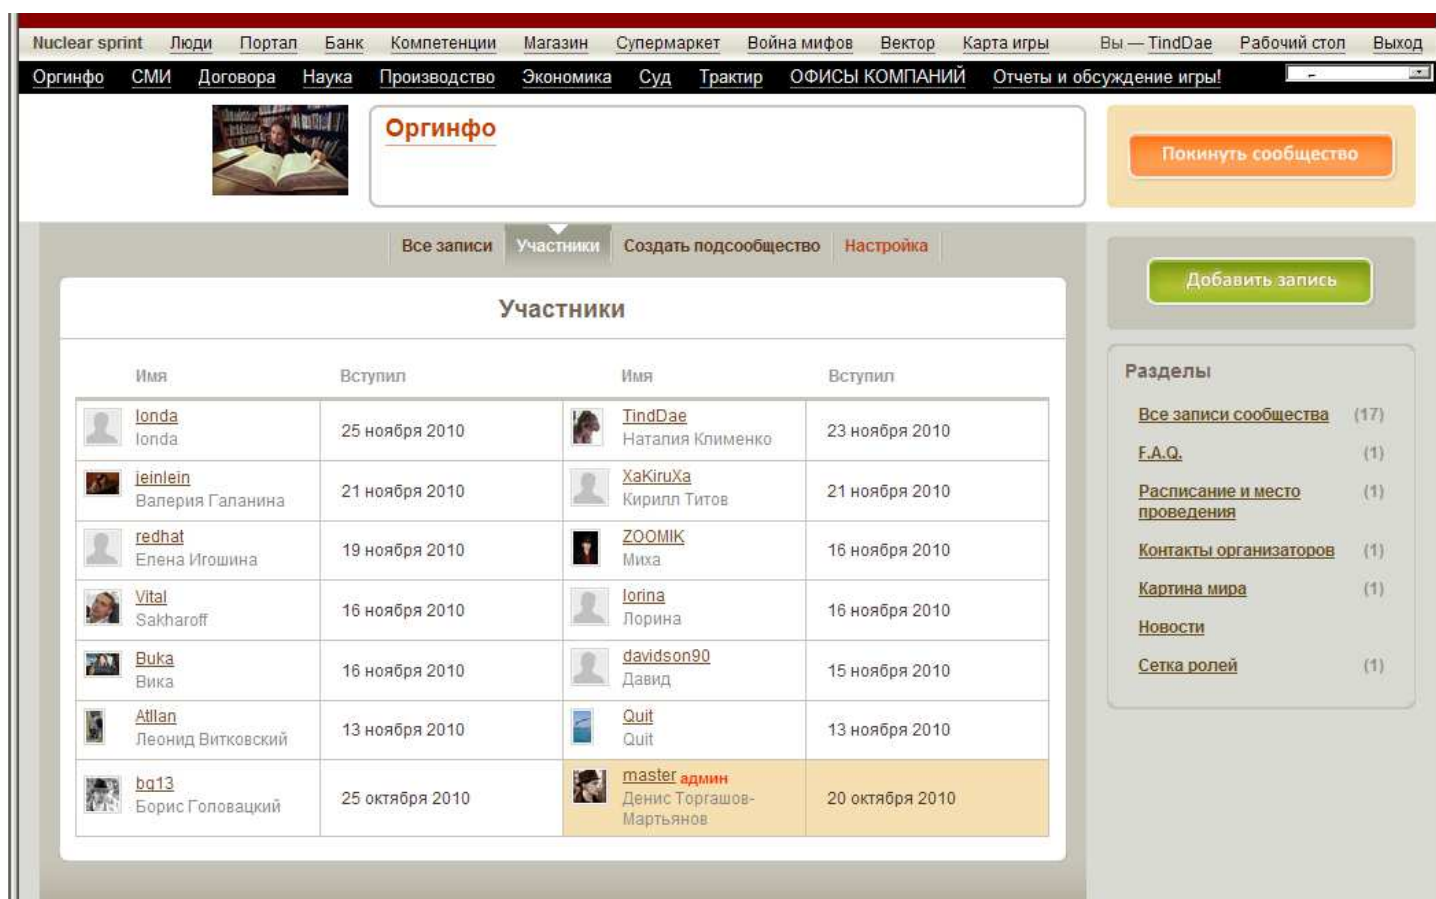 Nuclear sprint Люди Портал Банк Компетенции Магазин Супермаркет Война мифов Вектор Карта игры Вы — TindDae Рабочий стол Выход
Оргинфо СМИ Договора Наука Производство Экономика Суд Трактир ОФИСЫ КОМПАНИЙ Отчеты и обсуждение игры!
Оргинфо
Покинуть сообщество
Все записи Участники Создать подсообщество Настройка
Добавить запись
Участники
Имя Вступил Имя Вступил
londa
londa
25 ноября 2010
TindDae
Наталия Клименко
23 ноября 2010
jeinlein
Валерия Галанина
21 ноября 2010
XaKiruXa
Кирилл Титов
21 ноября 2010
redhat
Елена Игошина
19 ноября 2010
ZOOMIK
Миха
16 ноября 2010
Vital
Sakharoff
16 ноября 2010
lorina
Лорина
16 ноября 2010
Buka
Вика
16 ноября 2010
davidson90
Давид
15 ноября 2010
Atllan
Леонид Витковский
13 ноября 2010
Quit
Quit
13 ноября 2010
bg13
Борис Головацкий
25 октября 2010
master админ
Денис Торгашов-
Мартьянов
20 октября 2010
Разделы
Все записи сообщества (17)
F.A.Q. (1)
Расписание и место (1)
проведения
Контакты организаторов (1)
Картина мира (1)
Новости
Сетка ролей (1)